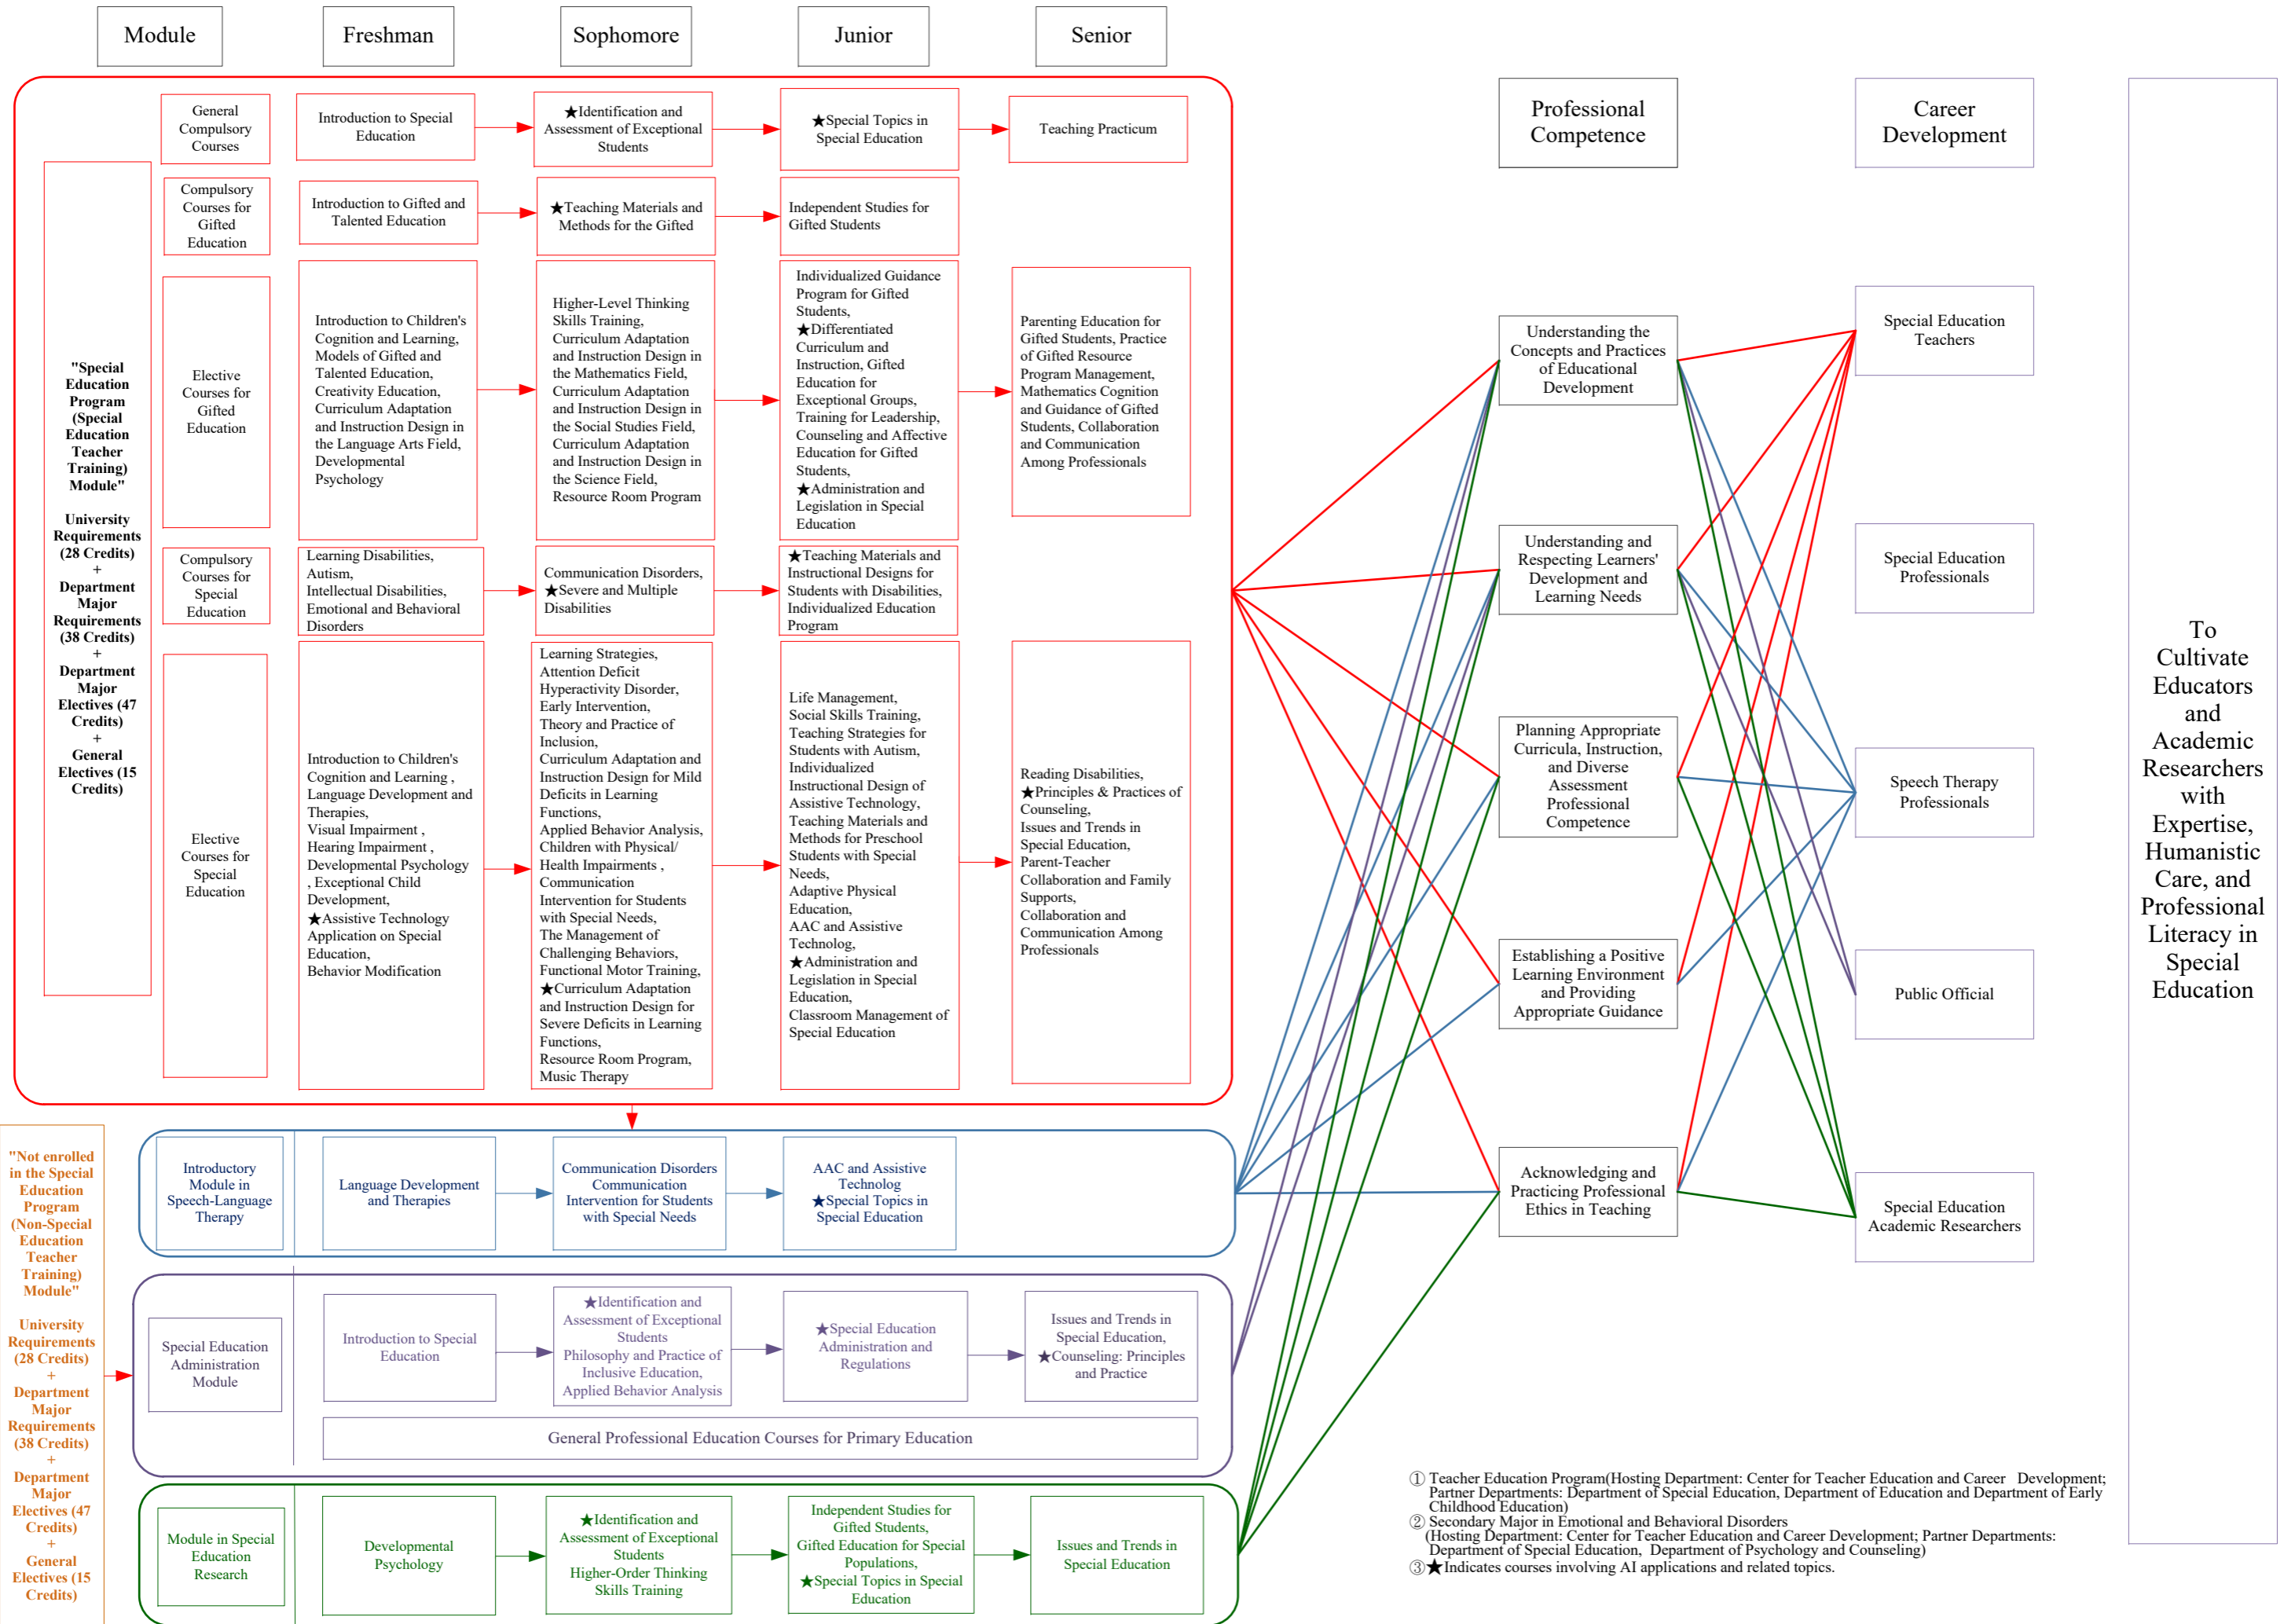 Module
Freshman
Sophomore
Junior
Senior
General
Compulsory
Courses
Introduction to Special
Education
★Identification and
Assessment of Exceptional
Students
★Special Topics in
Special Education
Teaching Practicum
Compulsory
Courses for
Gifted
Education
Introduction to Gifted and
Talented Education
★Teaching Materials and
Methods for the Gifted
Independent Studies for
Gifted Students
"Special
Education
Program
(Special
Education
Teacher
Training)
Module"
University
Requirements
(28 Credits)
+
Department
Major
Requirements
(38 Credits)
+
Department
Major
Electives (47
Credits)
+
General
Electives (15
Credits)
Elective
Courses for
Gifted
Education
Introduction to Children's
Cognition and Learning,
Models of Gifted and
Talented Education,
Creativity Education,
Curriculum Adaptation
and Instruction Design in
the Language Arts Field,
Developmental
Psychology
Higher-Level Thinking
Skills Training,
Curriculum Adaptation
and Instruction Design in
the Mathematics Field,
Curriculum Adaptation
and Instruction Design in
the Social Studies Field,
Curriculum Adaptation
and Instruction Design in
the Science Field,
Resource Room Program
Individualized Guidance
Program for Gifted
Students,
★Differentiated
Curriculum and
Instruction, Gifted
Education for
Exceptional Groups,
Training for Leadership,
Counseling and Affective
Education for Gifted
Students,
★Administration and
Legislation in Special
Education
Parenting Education for
Gifted Students, Practice
of Gifted Resource
Program Management,
Mathematics Cognition
and Guidance of Gifted
Students, Collaboration
and Communication
Among Professionals
Compulsory
Courses for
Special
Education
Learning Disabilities,
Autism,
Intellectual Disabilities,
Emotional and Behavioral
Disorders
Communication Disorders,
★Severe and Multiple
Disabilities
★Teaching Materials and
Instructional Designs for
Students with Disabilities,
Individualized Education
Program
Elective
Courses for
Special
Education
Introduction to Children's
Cognition and Learning ,
Language Development and
Therapies,
Visual Impairment ,
Hearing Impairment ,
Developmental Psychology
, Exceptional Child
Development,
★Assistive Technology
Application on Special
Education,
Behavior Modification
Learning Strategies,
Attention Deficit
Hyperactivity Disorder,
Early Intervention,
Theory and Practice of
Inclusion,
Curriculum Adaptation and
Instruction Design for Mild
Deficits in Learning
Functions,
Applied Behavior Analysis,
Children with Physical/
Health Impairments ,
Communication
Intervention for Students
with Special Needs,
The Management of
Challenging Behaviors,
Functional Motor Training,
★Curriculum Adaptation
and Instruction Design for
Severe Deficits in Learning
Functions,
Resource Room Program,
Music Therapy
Life Management,
Social Skills Training,
Teaching Strategies for
Students with Autism,
Individualized
Instructional Design of
Assistive Technology,
Teaching Materials and
Methods for Preschool
Students with Special
Needs,
Adaptive Physical
Education,
AAC and Assistive
Technolog,
★Administration and
Legislation in Special
Education,
Classroom Management of
Special Education
Reading Disabilities,
★Principles & Practices of
Counseling,
Issues and Trends in
Special Education,
Parent-Teacher
Collaboration and Family
Supports,
Collaboration and
Communication Among
Professionals
"Not enrolled
in the Special
Education
Program
(Non-Special
Education
Teacher
Training)
Module"
University
Requirements
(28 Credits)
+
Department
Major
Requirements
(38 Credits)
+
Department
Major
Electives (47
Credits)
+
General
Electives (15
Credits)
Introductory
Module in
Speech-Language
Therapy
Language Development
and Therapies
Communication Disorders
Communication
Intervention for Students
with Special Needs
AAC and Assistive
Technolog
★Special Topics in
Special Education
Special Education
Administration
Module
Introduction to Special
Education
★Identification and
Assessment of Exceptional
Students
Philosophy and Practice of
Inclusive Education,
Applied Behavior Analysis
★Special Education
Administration and
Regulations
Issues and Trends in
Special Education,
★Counseling: Principles
and Practice
General Professional Education Courses for Primary Education
Module in Special
Education
Research
Developmental
Psychology
★Identification and
Assessment of Exceptional
Students
Higher-Order Thinking
Skills Training
Independent Studies for
Gifted Students,
Gifted Education for Special
Populations,
★Special Topics in Special
Education
Issues and Trends in
Special Education
Professional
Competence
Understanding the
Concepts and Practices
of Educational
Development
Understanding and
Respecting Learners'
Development and
Learning Needs
Planning Appropriate
Curricula, Instruction,
and Diverse
Assessment
Professional
Competence
Establishing a Positive
Learning Environment
and Providing
Appropriate Guidance
Acknowledging and
Practicing Professional
Ethics in Teaching
Career
Development
Special Education
Teachers
Special Education
Professionals
Speech Therapy
Professionals
Public Official
Special Education
Academic Researchers
To
Cultivate
Educators
and
Academic
Researchers
with
Expertise,
Humanistic
Care, and
Professional
Literacy in
Special
Education
① Teacher Education Program(Hosting Department: Center for Teacher Education and Career Development;
Partner Departments: Department of Special Education, Department of Education and Department of Early
Childhood Education)
② Secondary Major in Emotional and Behavioral Disorders
(Hosting Department: Center for Teacher Education and Career Development; Partner Departments:
Department of Special Education, Department of Psychology and Counseling)
③★Indicates courses involving AI applications and related topics.